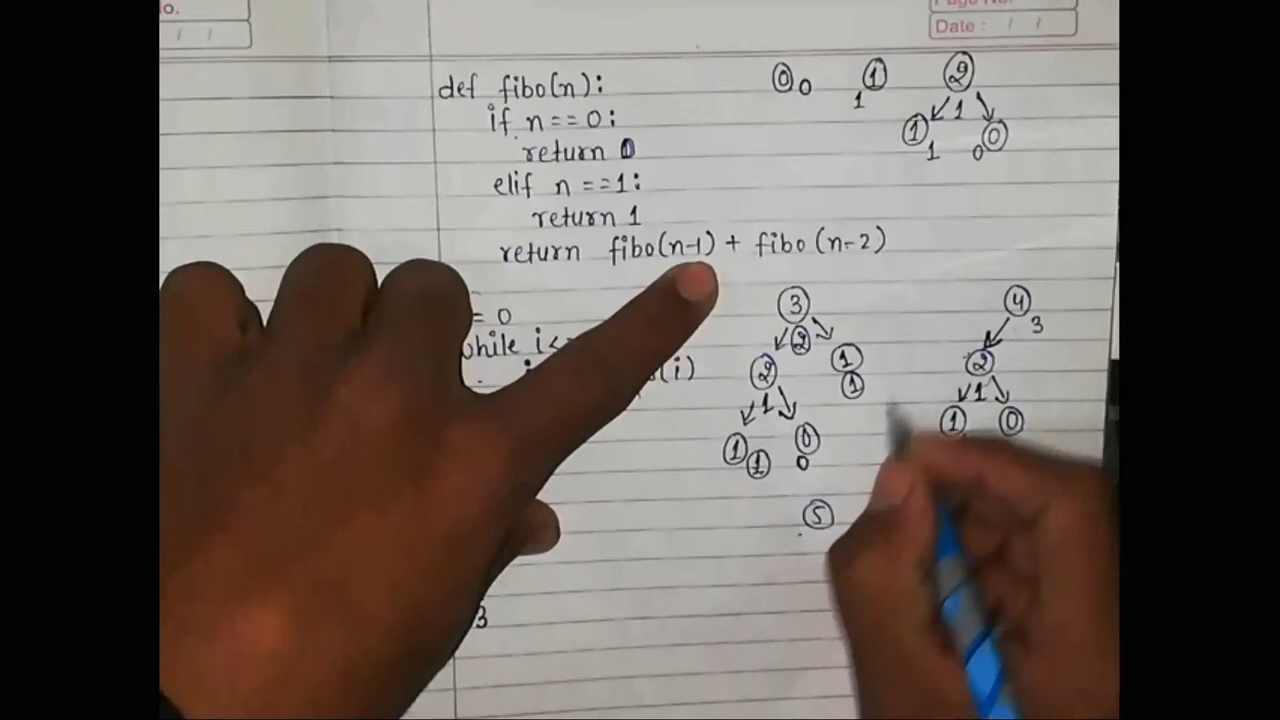 o.
Page No.
Date : / /
/ /
def fibo(n):
if n == 0:
return 0
elif n == 1:
return 1
return fibo(n-1) + fibo (n-2)
= 0
while i<
(i)
3
0 0
1 1
2
1
1 0
1 0
3
2
2 1
1
1
1 0
1 0
4
3
2
1
1 0
5